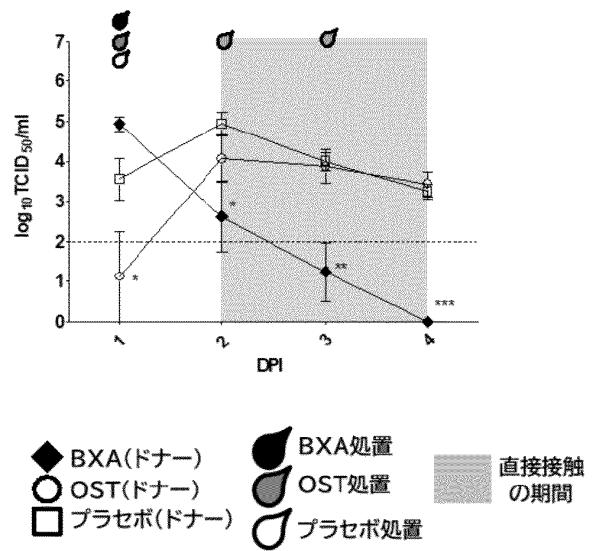 7
6
5
4
3
2
1
0
log10 TCID50/ml
*
*
**
***
1
2
3
4
DPI
BXA(ドナー)
OST(ドナー)
プラセボ(ドナー)
BXA処置
OST処置
プラセボ処置
直接接触
の期間